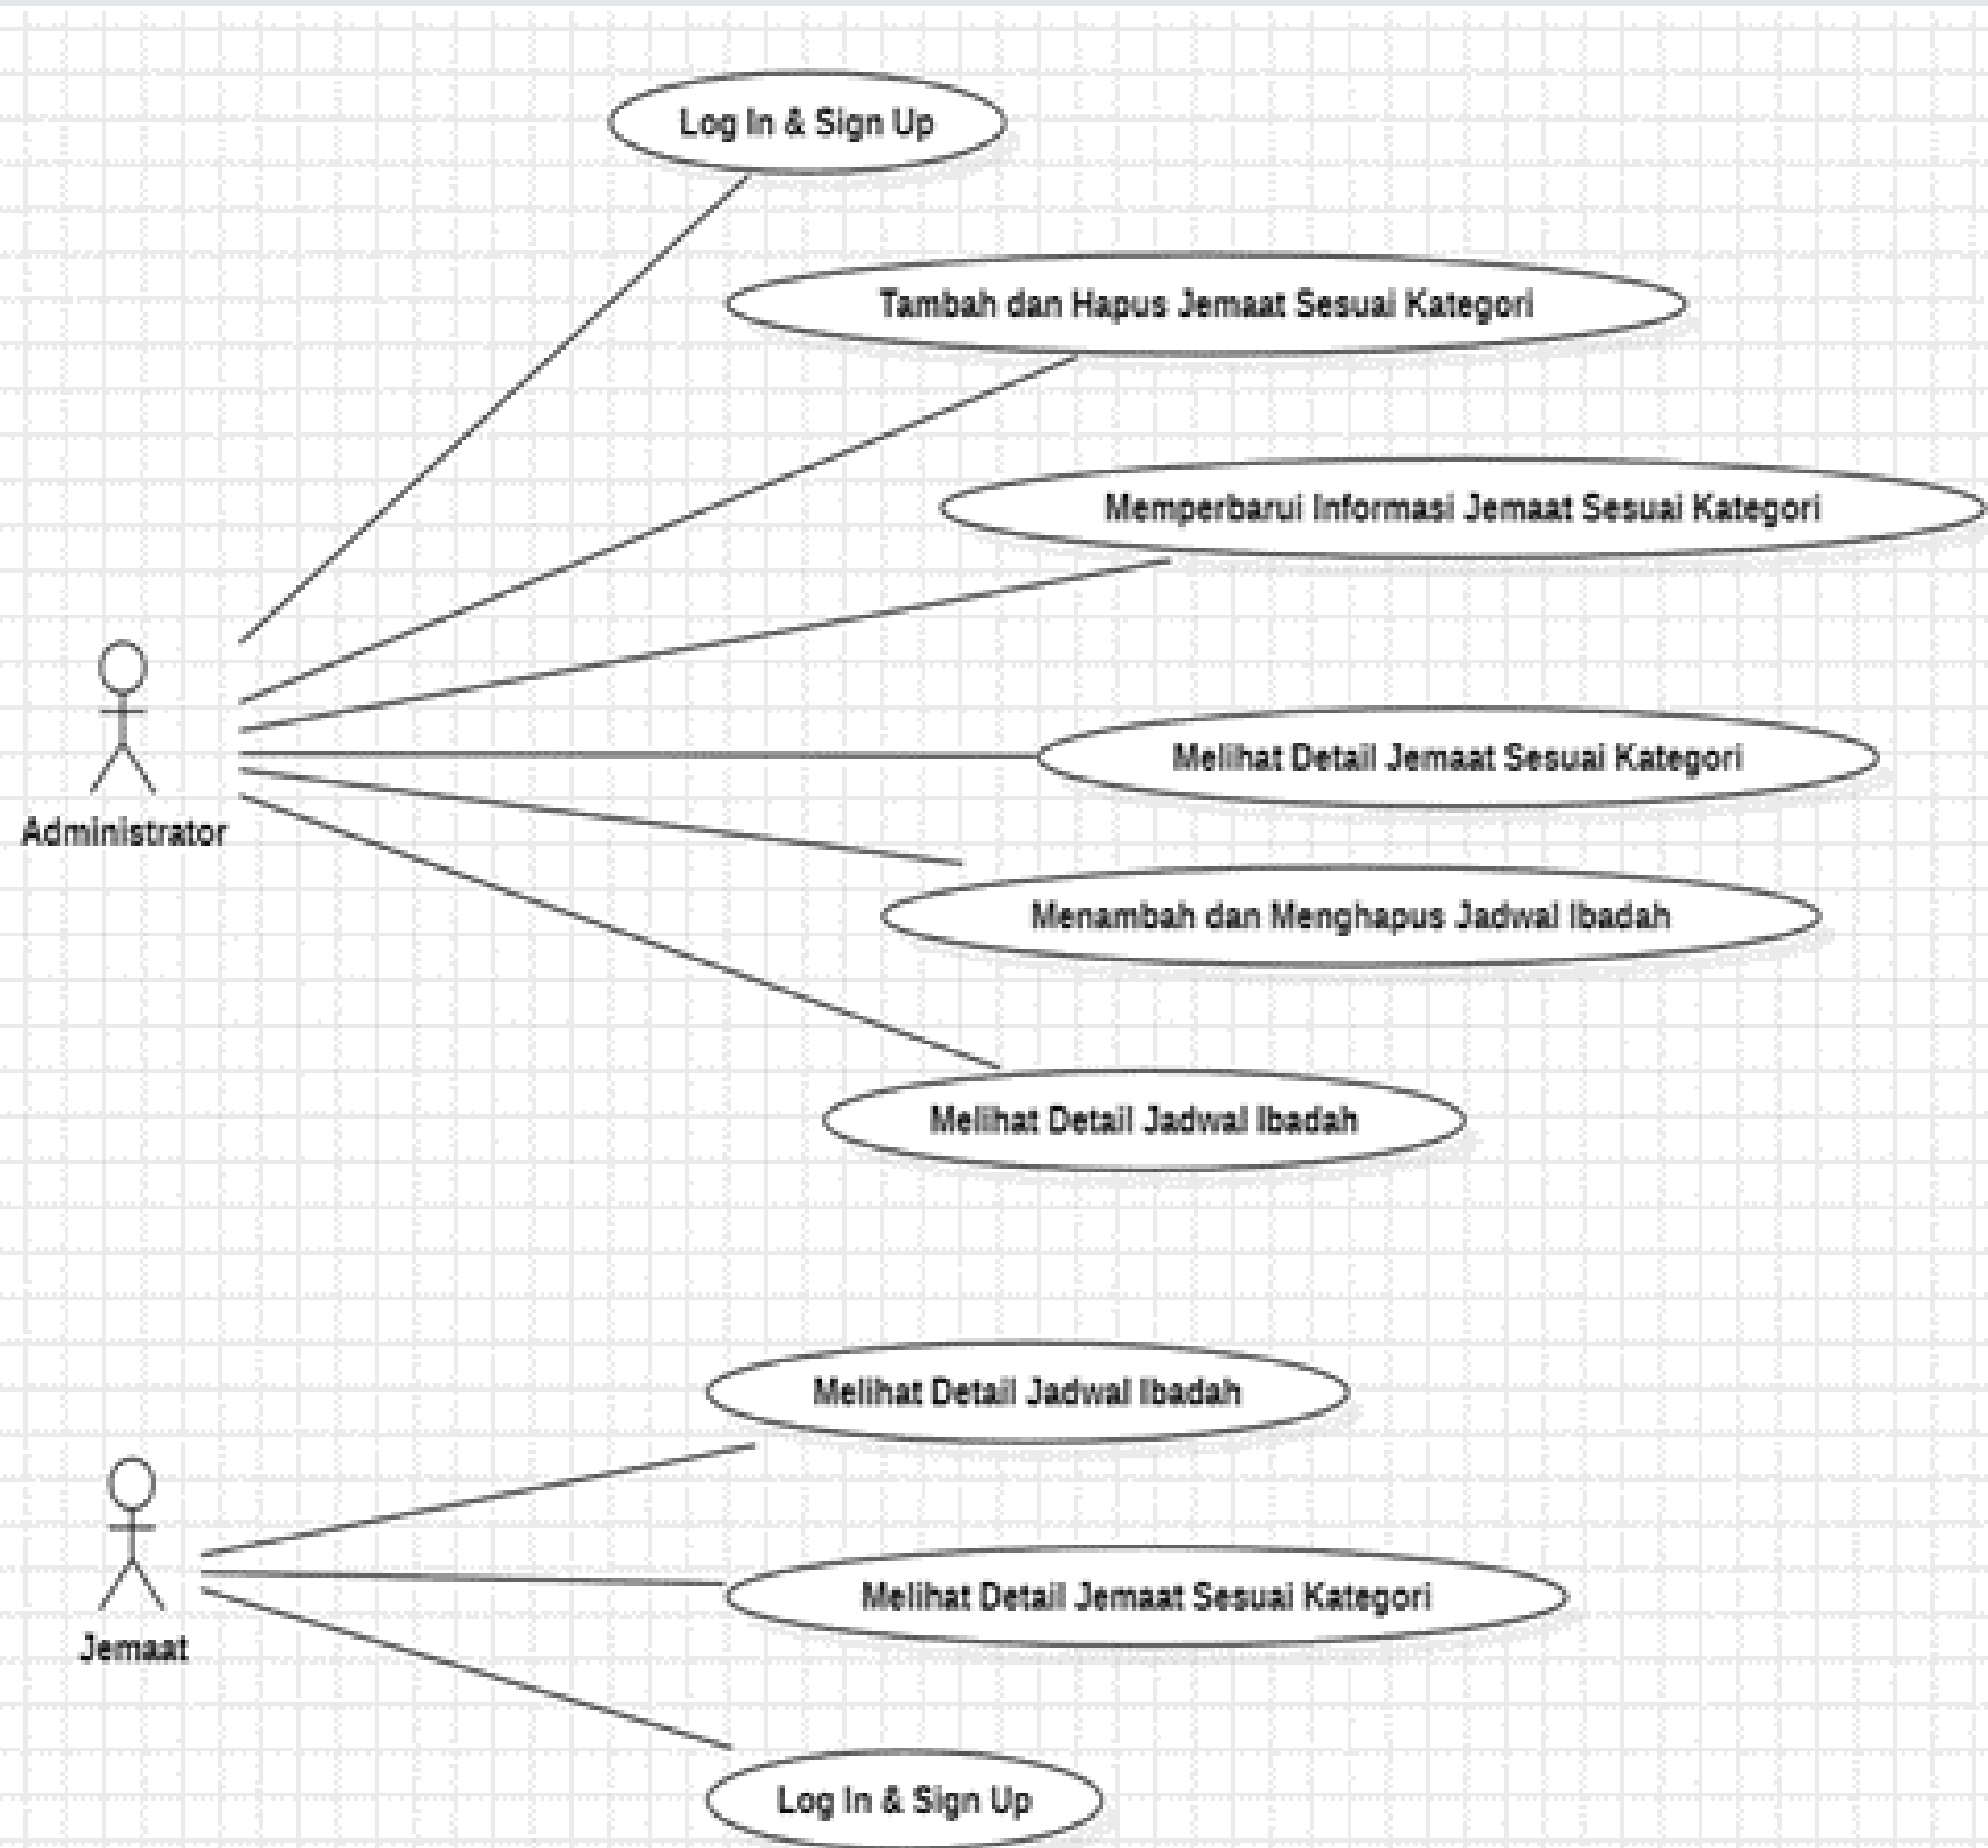 Log In & Sign Up
Tambah dan Hapus Jemaat Sesuai Kategori
Memperbarui Informasi Jemaat Sesuai Kategori
Melihat Detail Jemaat Sesuai Kategori
Administrator
Menambah dan Menghapus Jadwal Ibadah
Melihat Detail Jadwal Ibadah
Melihat Detail Jadwal Ibadah
Melihat Detail Jemaat Sesuai Kategori
Jemaat
Log In & Sign Up